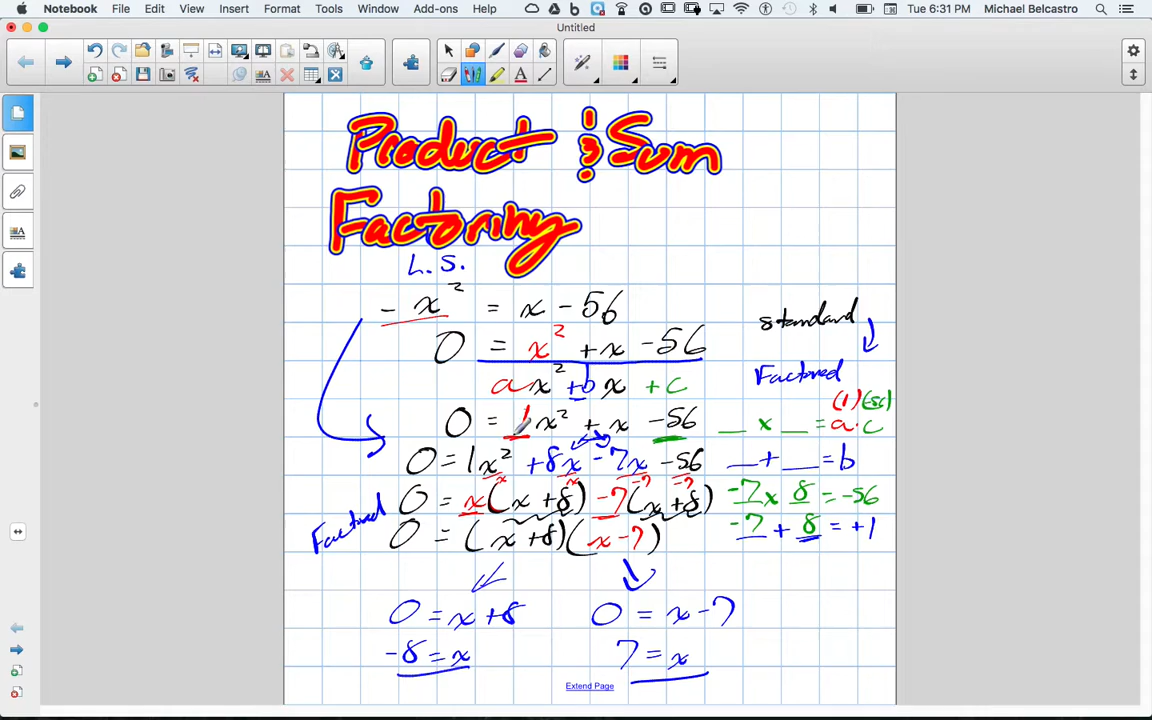 Notebook File Edit View Insert Format Tools Window Add-ons Help Tue 6:31 PM Michael Belcastro
Untitled
Product & Sum
Factoring
L. S.
- x² = x - 56
standard
0 = x² + x - 56
Factored
ax² + bx + c
(1) (-56)
0 = 1x² + x - 56
__ x __ = a · c
0 = 1x² + 8x - 7x - 56
__ + __ = b
x x -7 -7
0 = x(x + 8) -7(x + 8)
-7 x 8 = -56
Factored
0 = (x + 8)(x - 7)
-7 + 8 = +1
0 = x + 8
0 = x - 7
-8 = x
7 = x
Extend Page